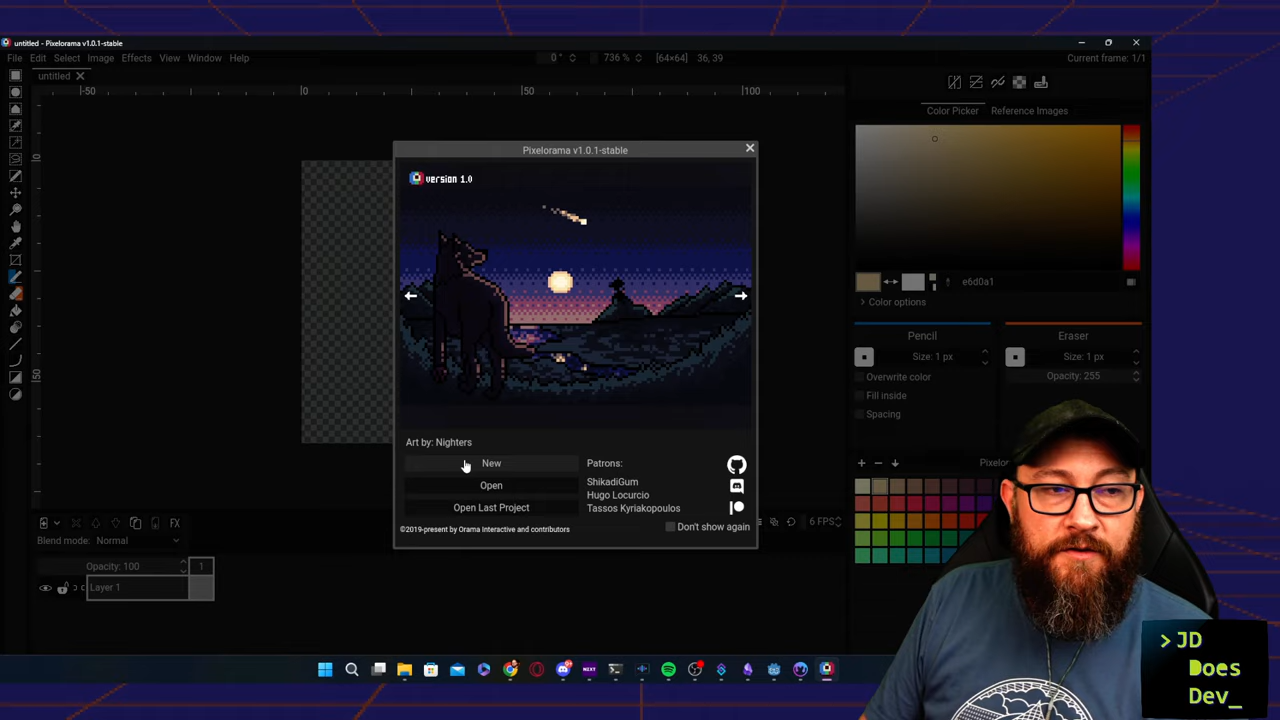 untitled - Pixelorama v1.0.1-stable
File Edit Select Image Effects View Window Help
0 ° 736 % [64×64] 36, 39
Current frame: 1/1
untitled
-50 0 50 100
Color Picker Reference Images
Pixelorama v1.0.1-stable
version 1.0
0
50
e6d0a1
Color options
Pencil Eraser
Size: 1 px Size: 1 px
Overwrite color Opacity: 255
Fill inside
Spacing
Art by: Nighters
New Patrons:
Open ShikadiGum
Hugo Locurcio
Open Last Project Tassos Kyriakopoulos
©2019-present by Orama Interactive and contributors
Don't show again
6 FPS
FX
Blend mode: Normal
Opacity: 100 1
Layer 1
NEXT
> JD
Does
Dev_